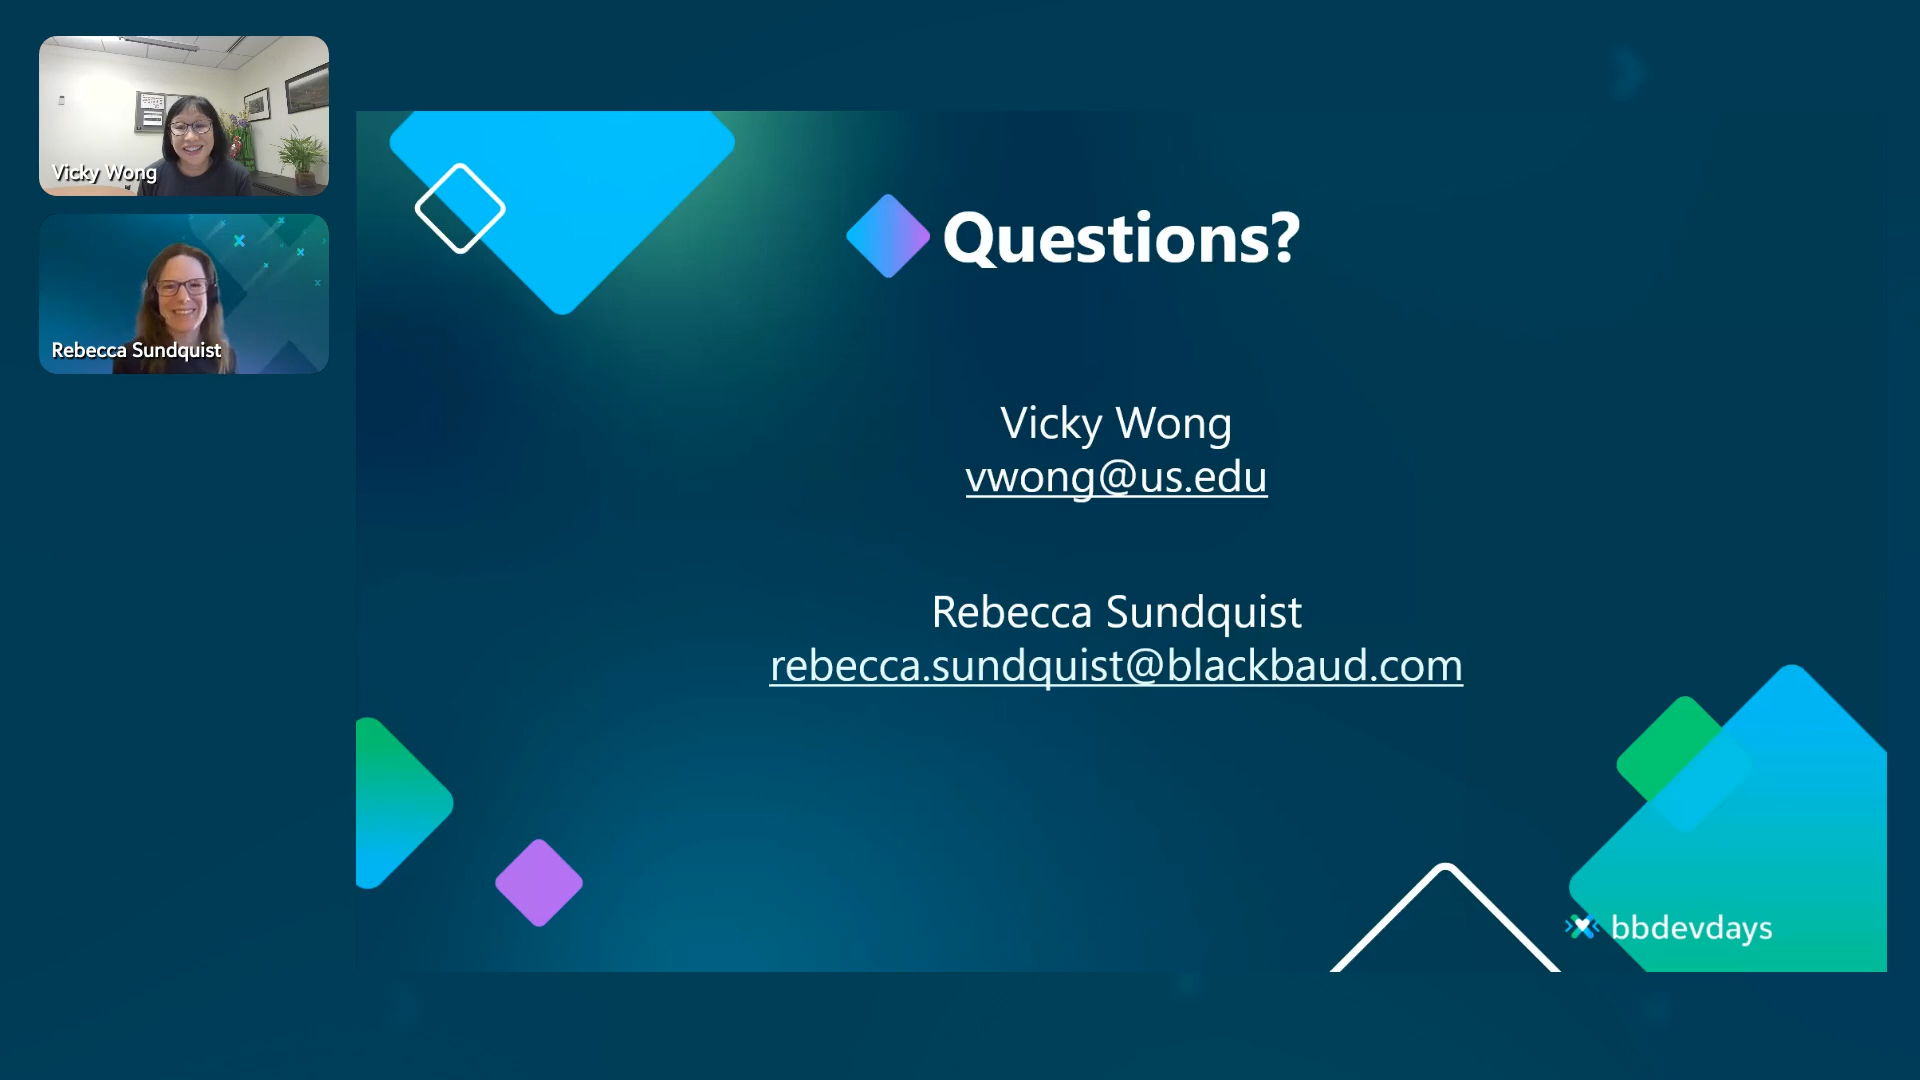 Vicky Wong
Rebecca Sundquist
Questions?
Vicky Wong
vwong@us.edu
Rebecca Sundquist
rebecca.sundquist@blackbaud.com
bbdevdays